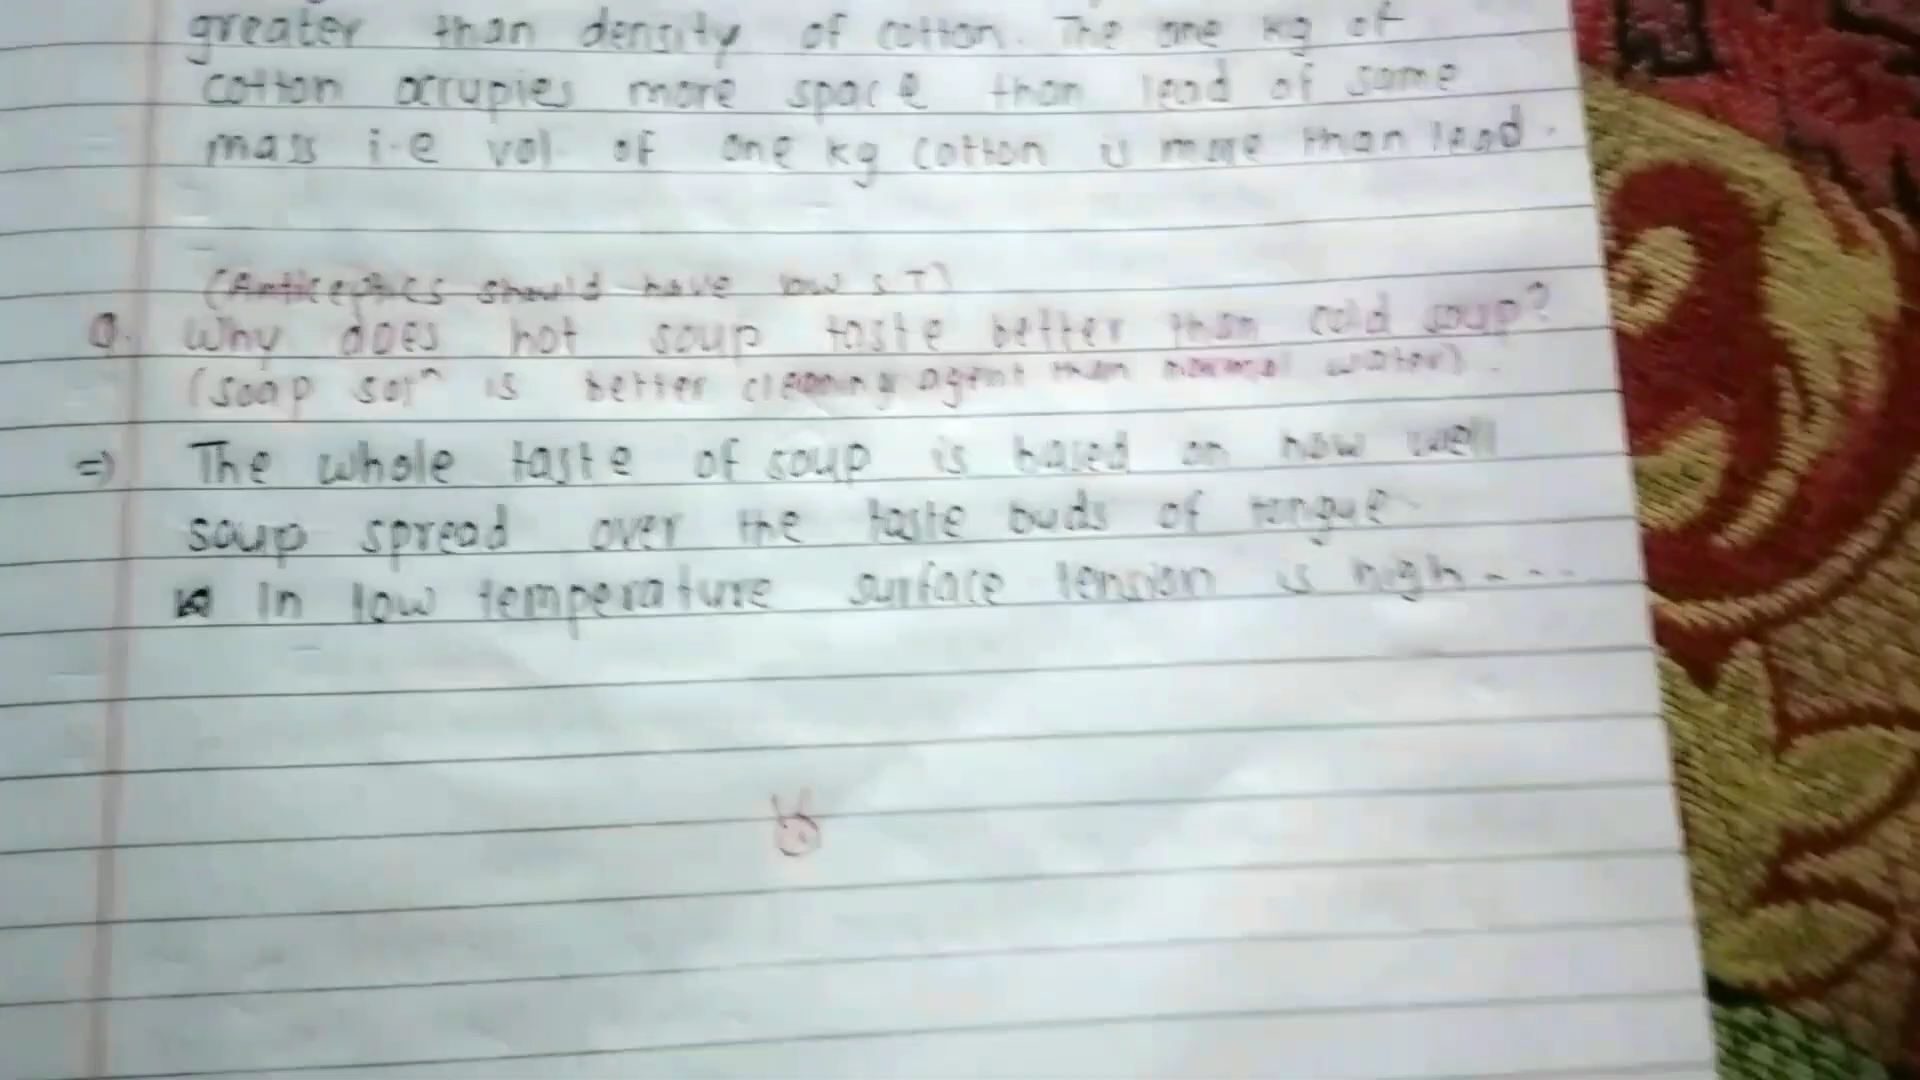 greater than density of cotton. The one kg of
cotton occupies more space than lead of same
mass i.e vol. of one kg cotton is more than lead.
(Anticeptics should have low S.T)
Q. Why does hot soup taste better than cold soup?
(soap solⁿ is better cleaning agent than normal water).
=> The whole taste of soup is based on how well
soup spread over the taste buds of tongue.
In low temperature surface tension is high ....